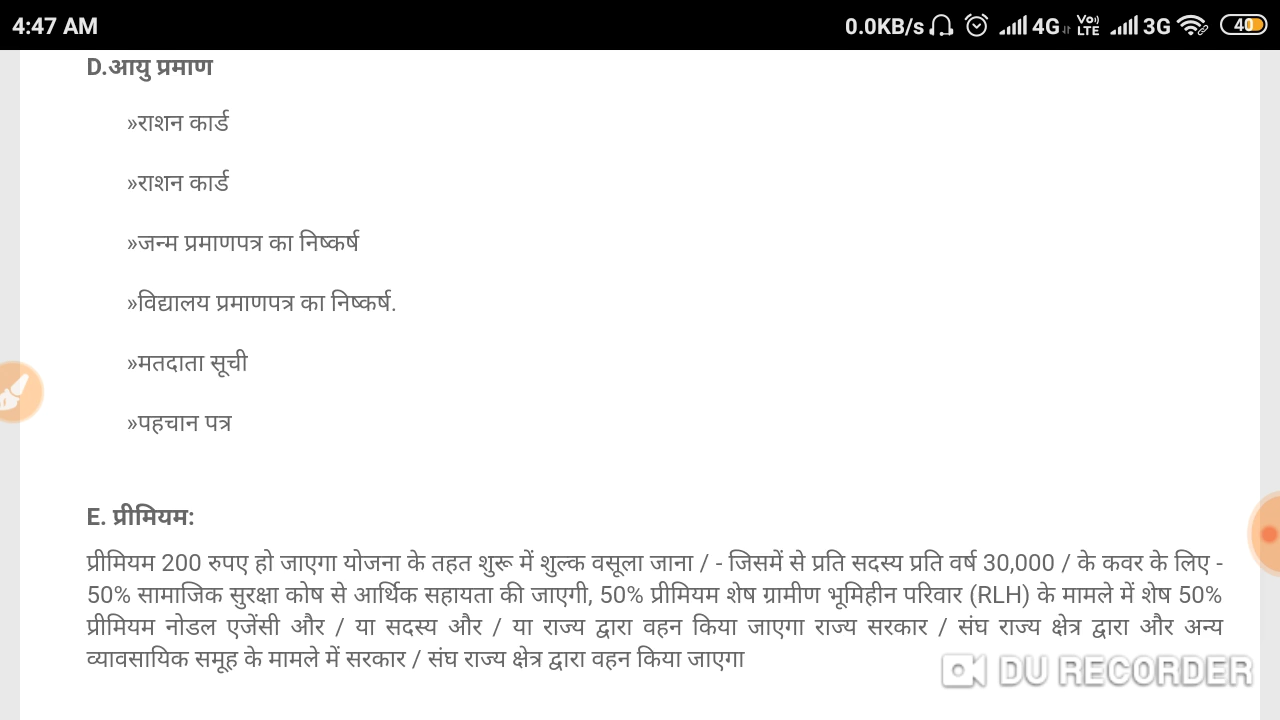 4:47 AM 0.0KB/s 4G Vo) LTE 3G 40
D.आयु प्रमाण
»राशन कार्ड
»राशन कार्ड
»जन्म प्रमाणपत्र का निष्कर्ष
»विद्यालय प्रमाणपत्र का निष्कर्ष.
»मतदाता सूची
»पहचान पत्र
E. प्रीमियम:
प्रीमियम 200 रुपए हो जाएगा योजना के तहत शुरू में शुल्क वसूला जाना / - जिसमें से प्रति सदस्य प्रति वर्ष 30,000 / के कवर के लिए -
50% सामाजिक सुरक्षा कोष से आर्थिक सहायता की जाएगी, 50% प्रीमियम शेष ग्रामीण भूमिहीन परिवार (RLH) के मामले में शेष 50%
प्रीमियम नोडल एजेंसी और / या सदस्य और / या राज्य द्वारा वहन किया जाएगा राज्य सरकार / संघ राज्य क्षेत्र द्वारा और अन्य
व्यावसायिक समूह के मामले में सरकार / संघ राज्य क्षेत्र द्वारा वहन किया जाएगा
DU RECORDER